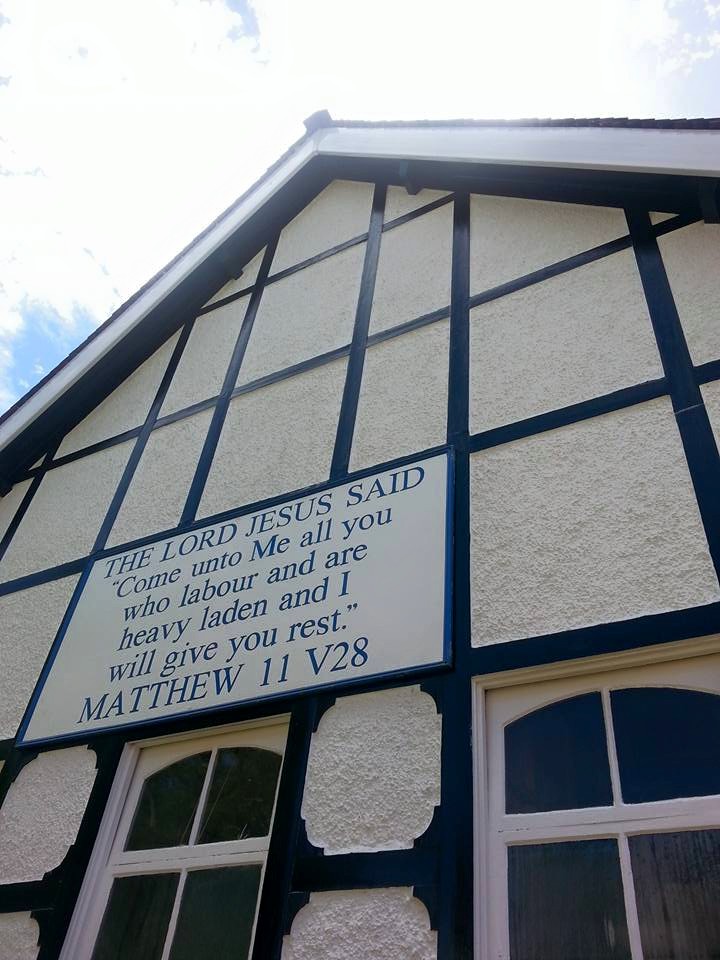 THE LORD JESUS SAID
"Come unto Me all you
who labour and are
heavy laden and I
will give you rest."
MATTHEW 11 V28